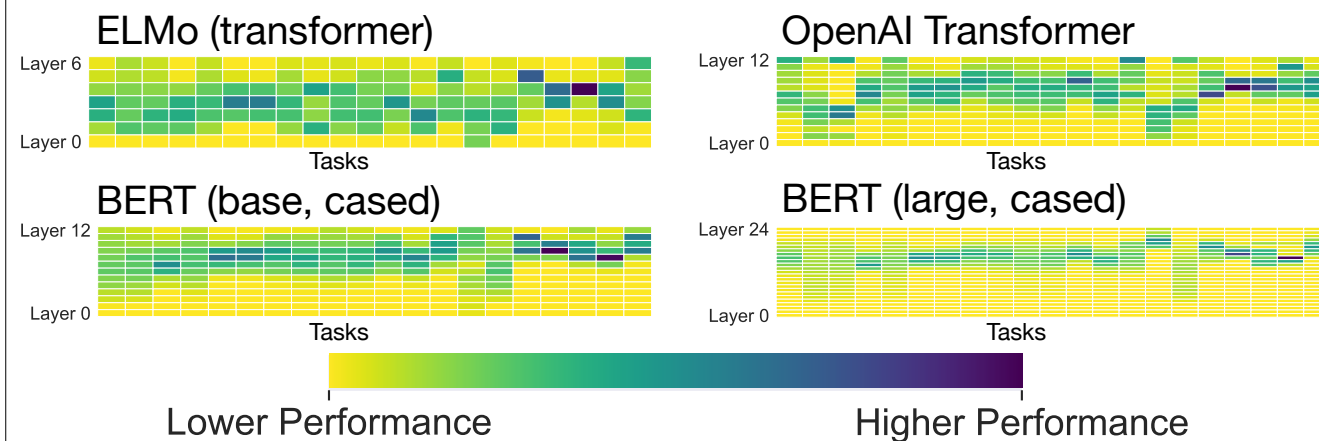 ELMo (transformer)
Layer 6
Layer 0
Tasks
OpenAI Transformer
Layer 12
Layer 0
Tasks
BERT (base, cased)
Layer 12
Layer 0
Tasks
BERT (large, cased)
Layer 24
Layer 0
Tasks
Lower Performance
Higher Performance